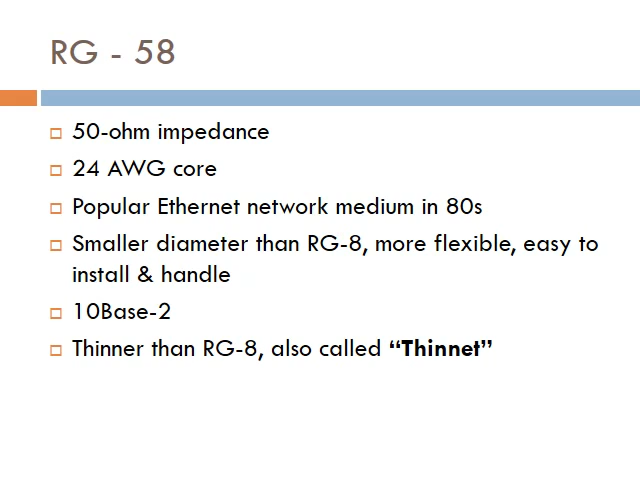 RG - 58
50-ohm impedance
24 AWG core
Popular Ethernet network medium in 80s
Smaller diameter than RG-8, more flexible, easy to
install & handle
10Base-2
Thinner than RG-8, also called “Thinnet”